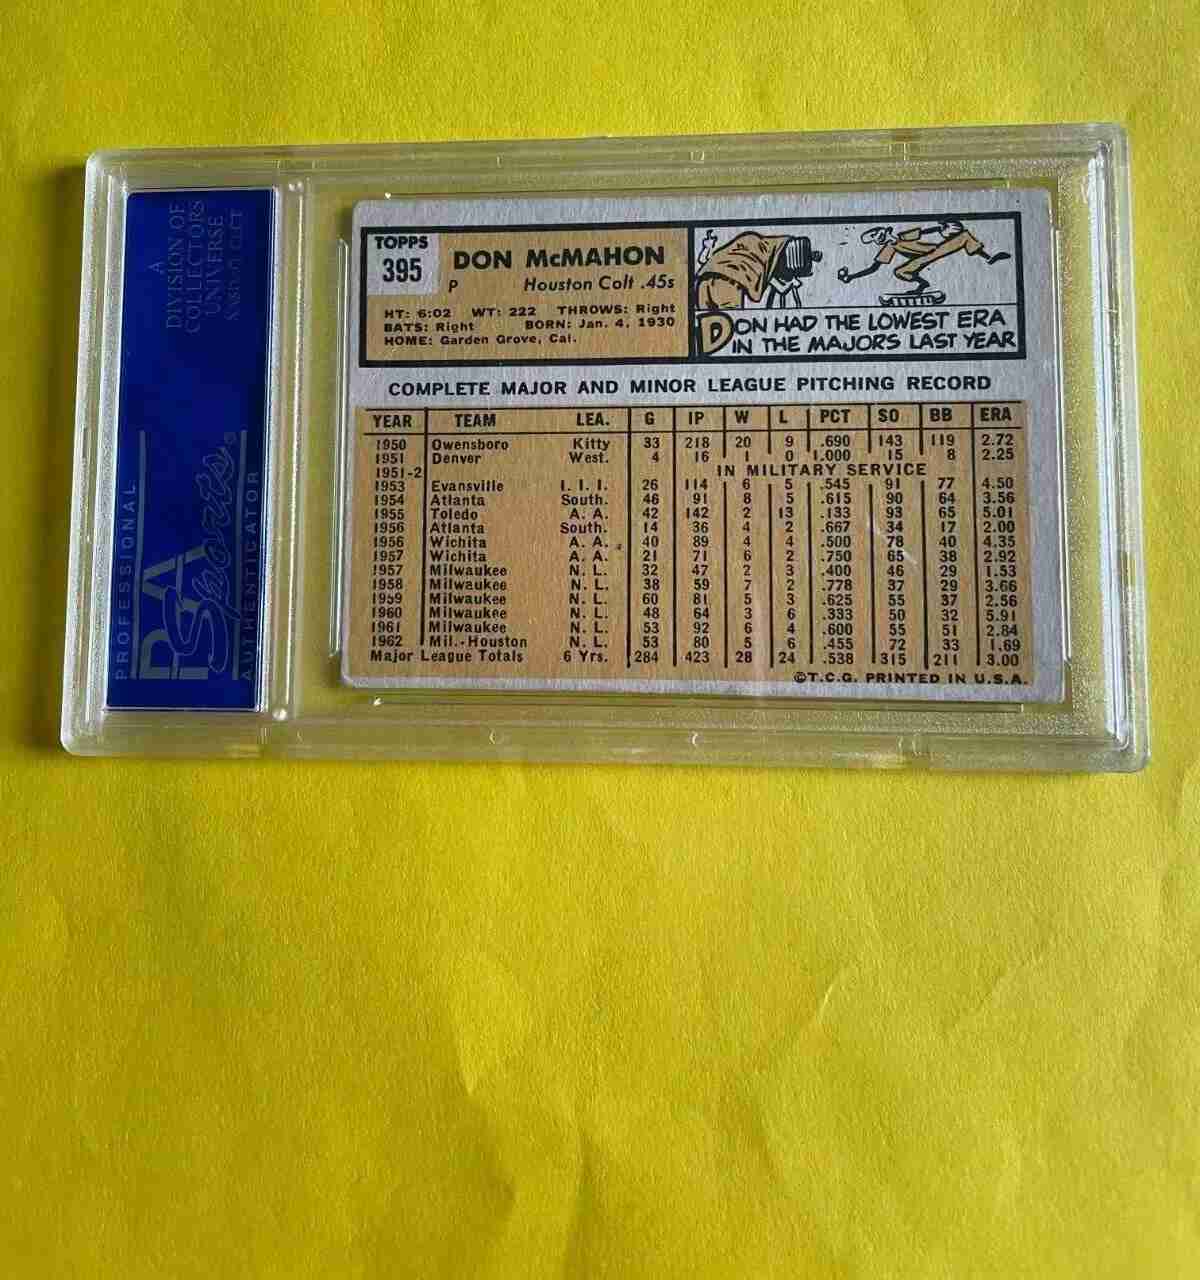 A
DIVISION OF
COLLECTORS
UNIVERSE
NASD: CLCT
PROFESSIONAL
PSA Sports®
AUTHENTICATOR
TOPPS
395
DON McMAHON
P Houston Colt .45s
HT: 6:02 WT: 222 THROWS: Right
BATS: Right BORN: Jan. 4, 1930
HOME: Garden Grove, Cal.
DON HAD THE LOWEST ERA
IN THE MAJORS LAST YEAR
COMPLETE MAJOR AND MINOR LEAGUE PITCHING RECORD
YEAR TEAM LEA. G IP W L PCT SO BB ERA
1950 Owensboro Kitty 33 218 20 9 .690 143 119 2.72
1951 Denver West. 4 16 1 0 1.000 15 8 2.25
1951-2 IN MILITARY SERVICE
1953 Evansville I. I. I. 26 114 6 5 .545 91 77 4.50
1954 Atlanta South. 46 91 8 5 .615 90 64 3.56
1955 Toledo A. A. 42 142 2 13 .133 93 65 5.01
1956 Atlanta South. 14 36 4 2 .667 34 17 2.00
1956 Wichita A. A. 40 89 4 4 .500 78 40 4.35
1957 Wichita A. A. 21 71 6 2 .750 65 38 2.92
1957 Milwaukee N. L. 32 47 2 3 .400 46 29 1.53
1958 Milwaukee N. L. 38 59 7 2 .778 37 29 3.66
1959 Milwaukee N. L. 60 81 5 3 .625 55 37 2.56
1960 Milwaukee N. L. 48 64 3 6 .333 50 32 5.91
1961 Milwaukee N. L. 53 92 6 4 .600 55 51 2.84
1962 Mil.-Houston N. L. 53 80 5 6 .455 72 33 1.69
Major League Totals 6 Yrs. 284 423 28 24 .538 315 211 3.00
©T.C.G. PRINTED IN U.S.A.